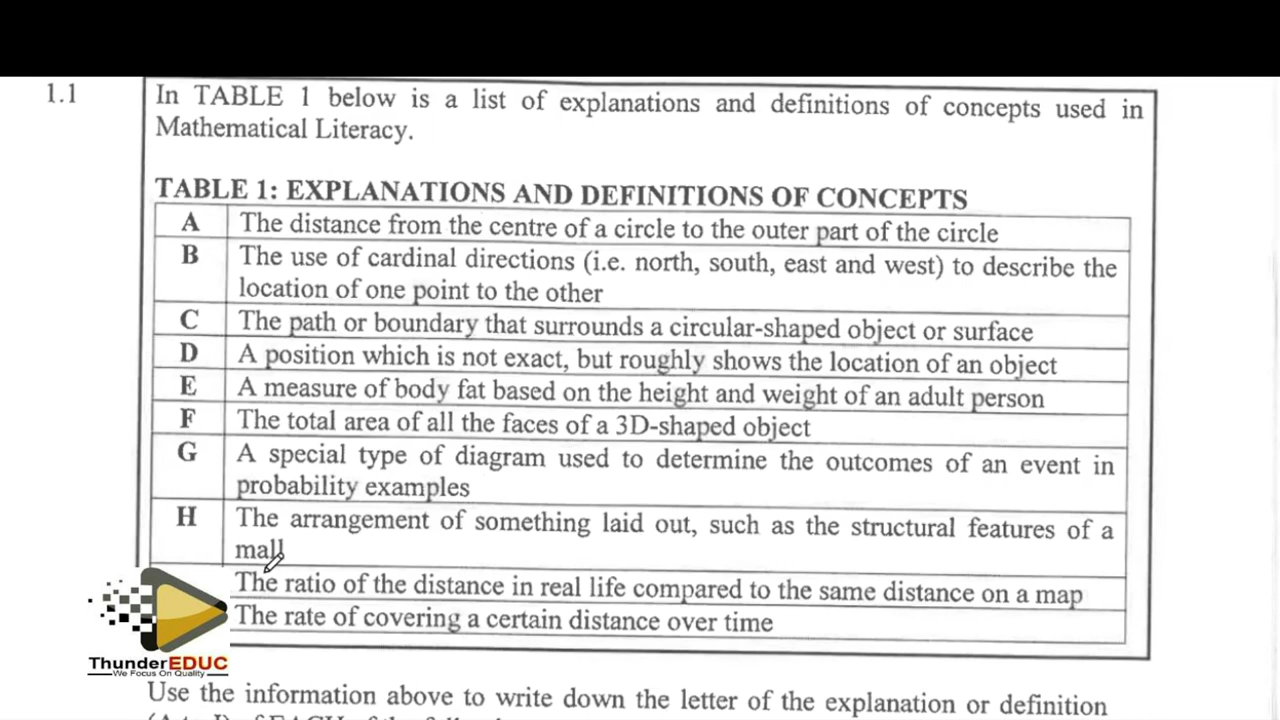 1.1
In TABLE 1 below is a list of explanations and definitions of concepts used in
Mathematical Literacy.
TABLE 1: EXPLANATIONS AND DEFINITIONS OF CONCEPTS
A The distance from the centre of a circle to the outer part of the circle
B The use of cardinal directions (i.e. north, south, east and west) to describe the
location of one point to the other
C The path or boundary that surrounds a circular-shaped object or surface
D A position which is not exact, but roughly shows the location of an object
E A measure of body fat based on the height and weight of an adult person
F The total area of all the faces of a 3D-shaped object
G A special type of diagram used to determine the outcomes of an event in
probability examples
H The arrangement of something laid out, such as the structural features of a
mall
The ratio of the distance in real life compared to the same distance on a map
The rate of covering a certain distance over time
ThunderEDUC
We Focus On Quality
Use the information above to write down the letter of the explanation or definition